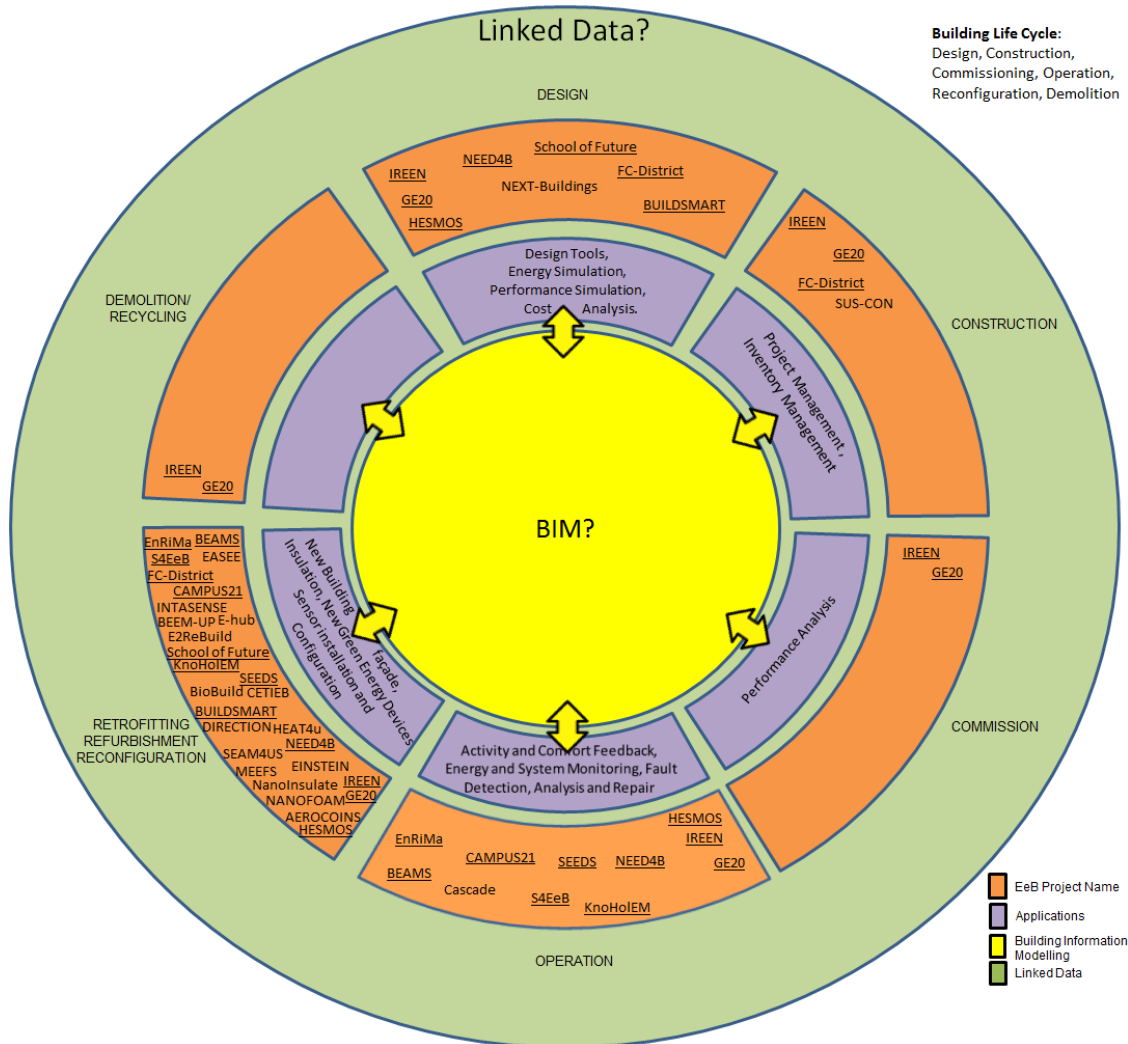 Linked Data?
Building Life Cycle:
Design, Construction,
Commissioning, Operation,
Reconfiguration, Demolition
DESIGN
School of Future
NEED4B
IREEN
FC-District
NEXT-Buildings
GE20
BUILDSMART
HESMOS
Design Tools,
Energy Simulation,
Performance Simulation,
Cost Analysis.
IREEN
GE20
FC-District
SUS-CON
CONSTRUCTION
Project Management ,
Inventory Management
DEMOLITION/
RECYCLING
IREEN
GE20
BIM?
IREEN
GE20
COMMISSION
Performance Analysis
EnRiMa BEAMS
S4EeB EASEE
FC-District
CAMPUS21
INTASENSE
BEEM-UP E-hub
E2ReBuild
School of Future
KnoHolEM
SEEDS
BioBuild CETIEB
BUILDSMART
DIRECTION HEAT4u
NEED4B
SEAM4US
EINSTEIN
MEEFS
IREEN
NanoInsulate
GE20
NANOFOAM
AEROCOINS
HESMOS
RETROFITTING
REFURBISHMENT
RECONFIGURATION
New Building façade,
Insulation, New Green Energy Devices
Sensor installation and
Configuration
Activity and Comfort Feedback,
Energy and System Monitoring, Fault
Detection, Analysis and Repair
HESMOS
EnRiMa
IREEN
CAMPUS21
SEEDS
NEED4B
GE20
BEAMS
Cascade
S4EeB
KnoHolEM
OPERATION
EeB Project Name
Applications
Building Information
Modelling
Linked Data